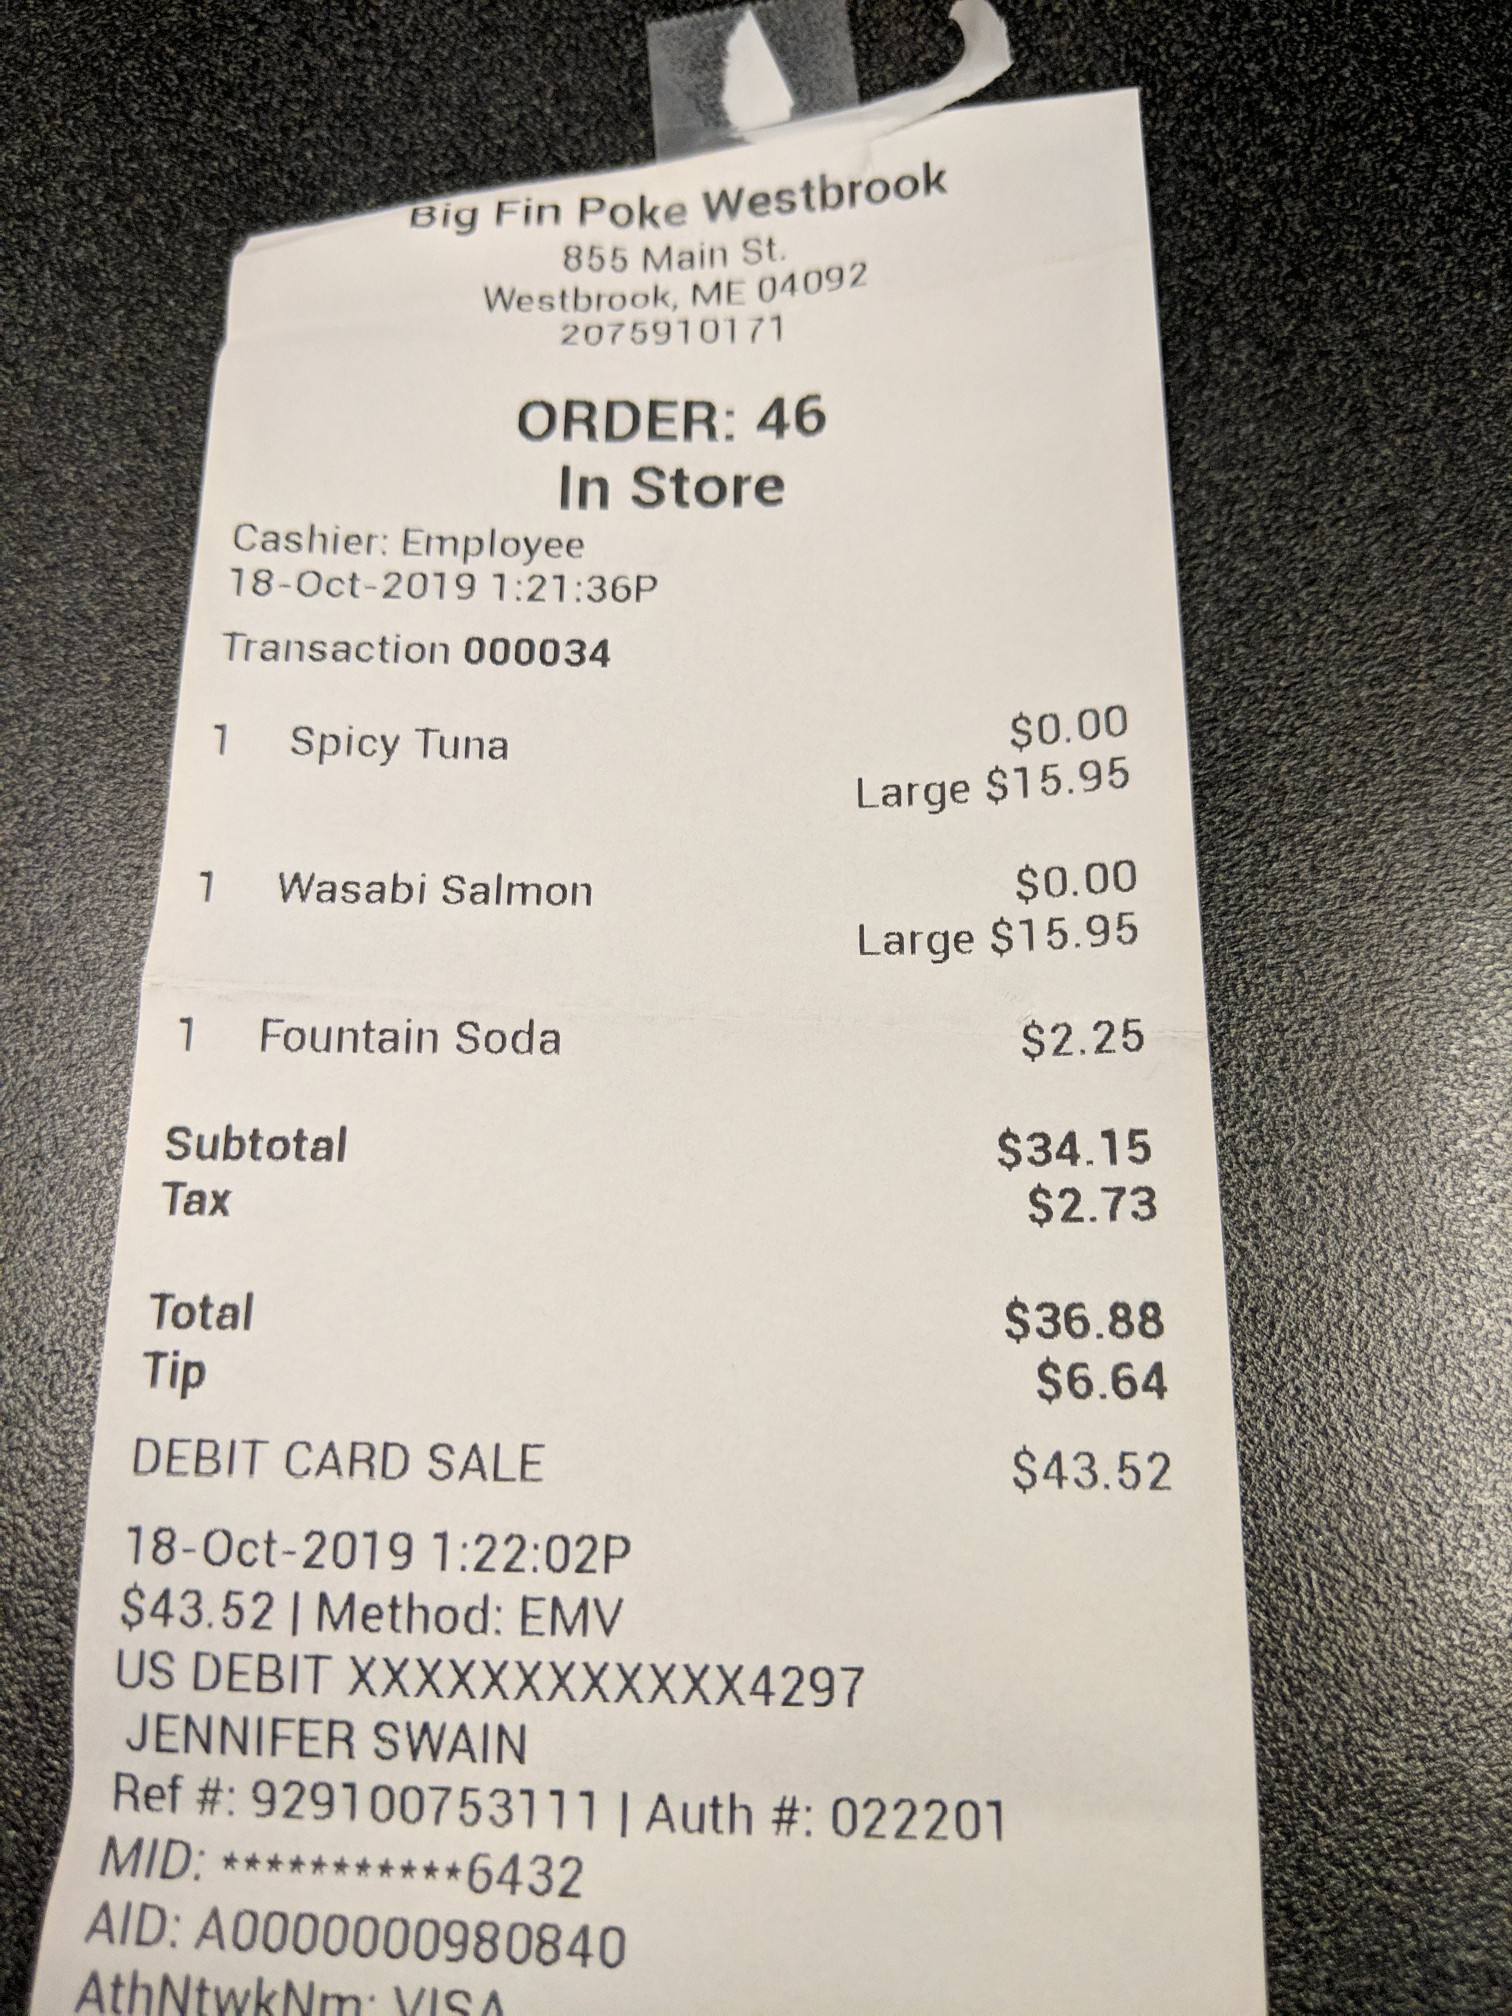 Big Fin Poke Westbrook
855 Main St.
Westbrook, ME 04092
2075910171
ORDER: 46
In Store
Cashier: Employee
18-Oct-2019 1:21:36P
Transaction 000034
1 Spicy Tuna $0.00
Large $15.95
1 Wasabi Salmon $0.00
Large $15.95
1 Fountain Soda $2.25
Subtotal $34.15
Tax $2.73
Total $36.88
Tip $6.64
DEBIT CARD SALE $43.52
18-Oct-2019 1:22:02P
$43.52 | Method: EMV
US DEBIT XXXXXXXXXXXX4297
JENNIFER SWAIN
Ref #: 929100753111 | Auth #: 022201
MID: ***********6432
AID: A0000000980840
AthNtwkNm: VISA